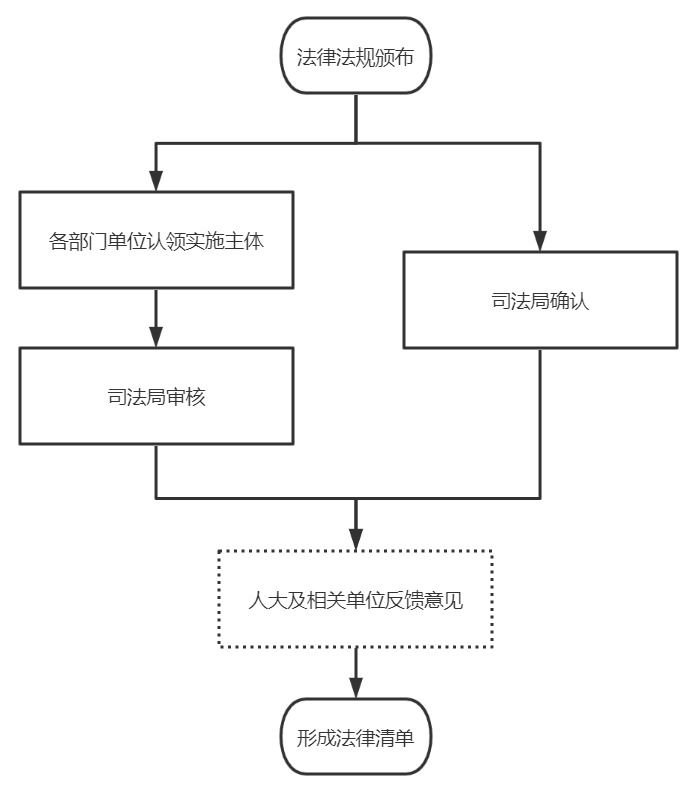 法律法规颁布
各部门单位认领实施主体
司法局确认
司法局审核
人大及相关单位反馈意见
形成法律清单